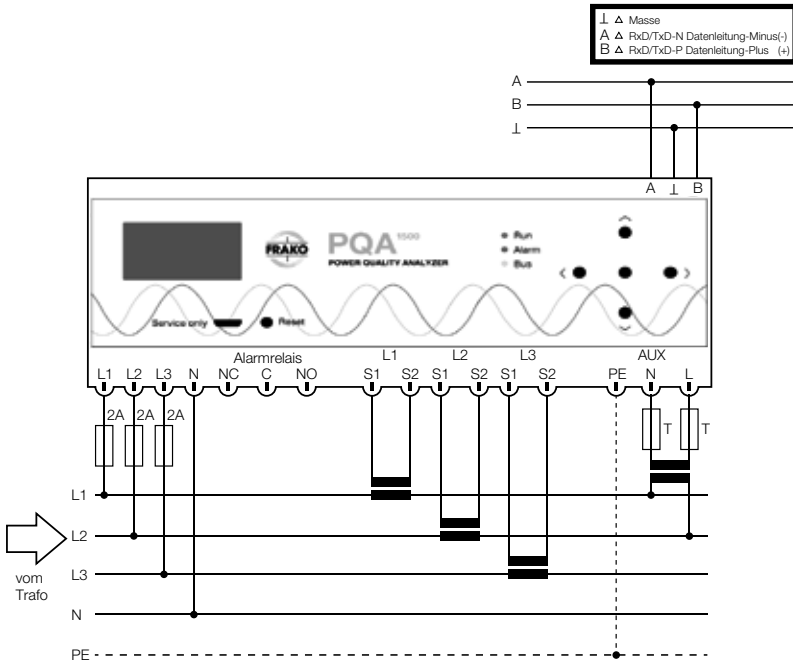 ⊥ ≙ Masse
A ≙ RxD/TxD-N Datenleitung-Minus(-)
B ≙ RxD/TxD-P Datenleitung-Plus (+)
A
B
⊥
A ⊥ B
FRAKO PQA 1500
POWER QUALITY ANALYZER
Run
Alarm
Bus
Service only Reset
Alarmrelais L1 L2 L3 AUX
L1 L2 L3 N NC C NO S1 S2 S1 S2 S1 S2 PE N L
2A 2A 2A T T
L1
L2
L3
N
PE
vom
Trafo